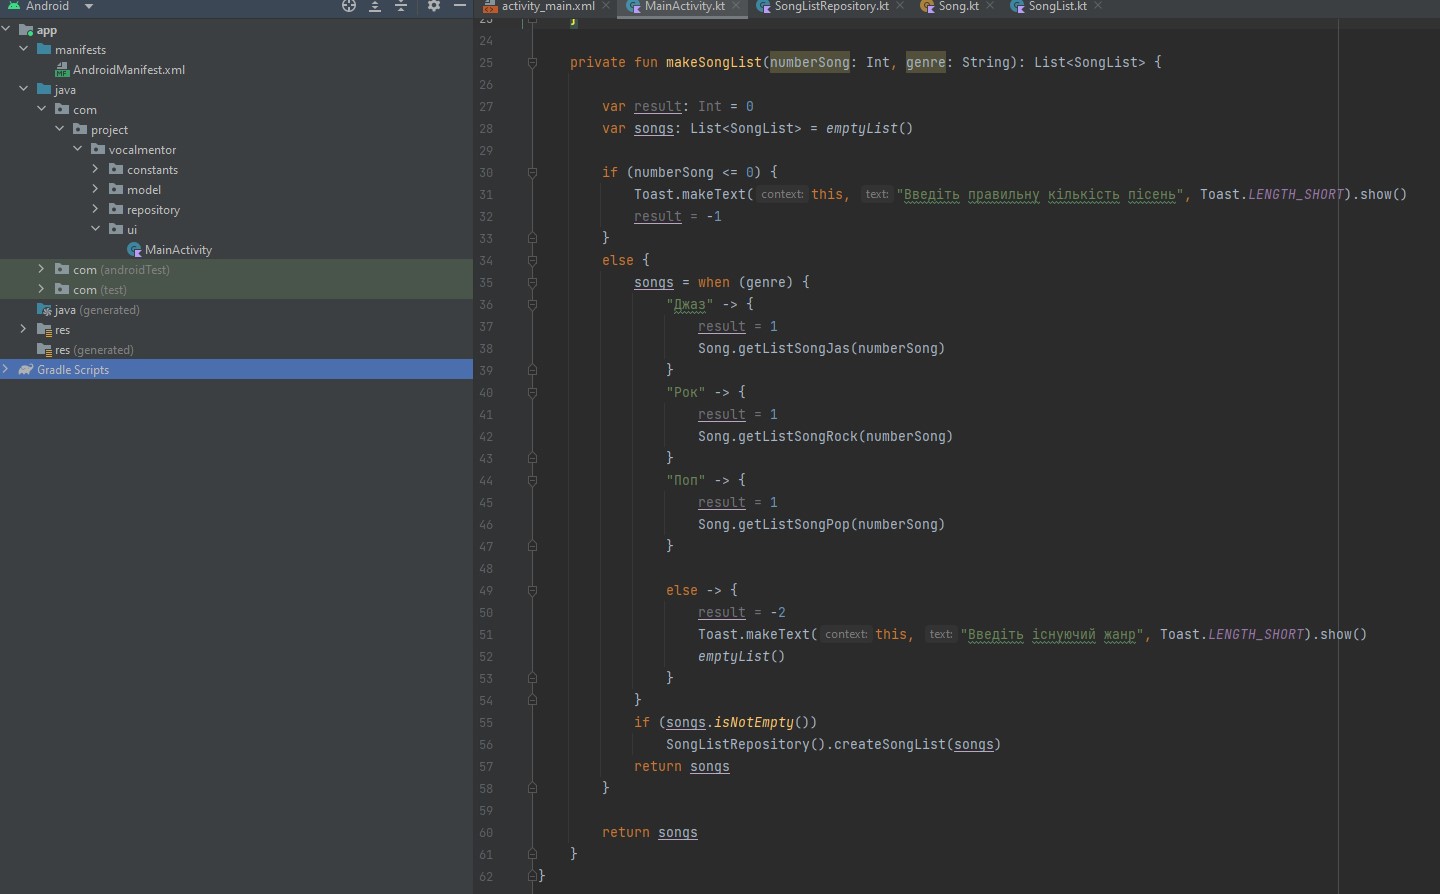 Android
activity_main.xml MainActivity.kt SongListRepository.kt Song.kt SongList.kt
app
manifests
AndroidManifest.xml
java
com
project
vocalmentor
constants
model
repository
ui
MainActivity
com (androidTest)
com (test)
java (generated)
res
res (generated)
Gradle Scripts
23 }
24
25 private fun makeSongList(numberSong: Int, genre: String): List<SongList> {
26
27 var result: Int = 0
28 var songs: List<SongList> = emptyList()
29
30 if (numberSong <= 0) {
31 Toast.makeText( context: this, text: "Введіть правильну кількість пісень", Toast.LENGTH_SHORT).show()
32 result = -1
33 }
34 else {
35 songs = when (genre) {
36 "Джаз" -> {
37 result = 1
38 Song.getListSongJas(numberSong)
39 }
40 "Рок" -> {
41 result = 1
42 Song.getListSongRock(numberSong)
43 }
44 "Поп" -> {
45 result = 1
46 Song.getListSongPop(numberSong)
47 }
48
49 else -> {
50 result = -2
51 Toast.makeText( context: this, text: "Введіть існуючий жанр", Toast.LENGTH_SHORT).show()
52 emptyList()
53 }
54 }
55 if (songs.isNotEmpty())
56 SongListRepository().createSongList(songs)
57 return songs
58 }
59
60 return songs
61 }
62 }